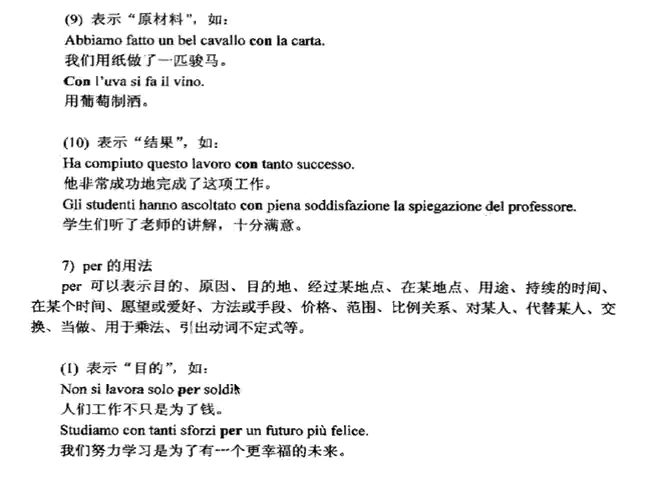 (9) 表示“原材料”，如：
Abbiamo fatto un bel cavallo con la carta.
我们用纸做了一匹骏马。
Con l'uva si fa il vino.
用葡萄制酒。
(10) 表示“结果”，如：
Ha compiuto questo lavoro con tanto successo.
他非常成功地完成了这项工作。
Gli studenti hanno ascoltato con piena soddisfazione la spiegazione del professore.
学生们听了老师的讲解，十分满意。
7) per 的用法
per 可以表示目的、原因、目的地、经过某地点、在某地点、用途、持续的时间、
在某个时间、愿望或爱好、方法或手段、价格、范围、比例关系、对某人、代替某人、交
换、当做、用于乘法、引出动词不定式等。
(1) 表示“目的”，如：
Non si lavora solo per soldi.
人们工作不只是为了钱。
Studiamo con tanti sforzi per un futuro più felice.
我们努力学习是为了有一个更幸福的未来。